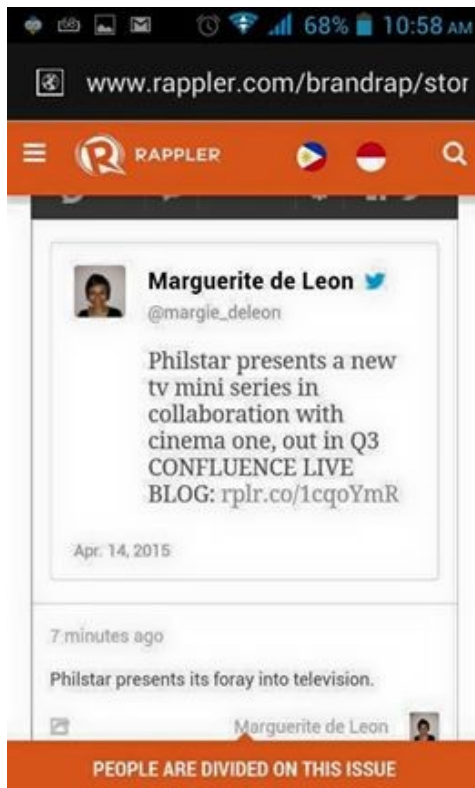 68% 10:58 AM
www.rappler.com/brandrap/stor
RAPPLER
Marguerite de Leon
@margie_deleon
Philstar presents a new
tv mini series in
collaboration with
cinema one, out in Q3
CONFLUENCE LIVE
BLOG: rplr.co/1cqoYmR
Apr. 14, 2015
7 minutes ago
Philstar presents its foray into television.
Marguerite de Leon
PEOPLE ARE DIVIDED ON THIS ISSUE